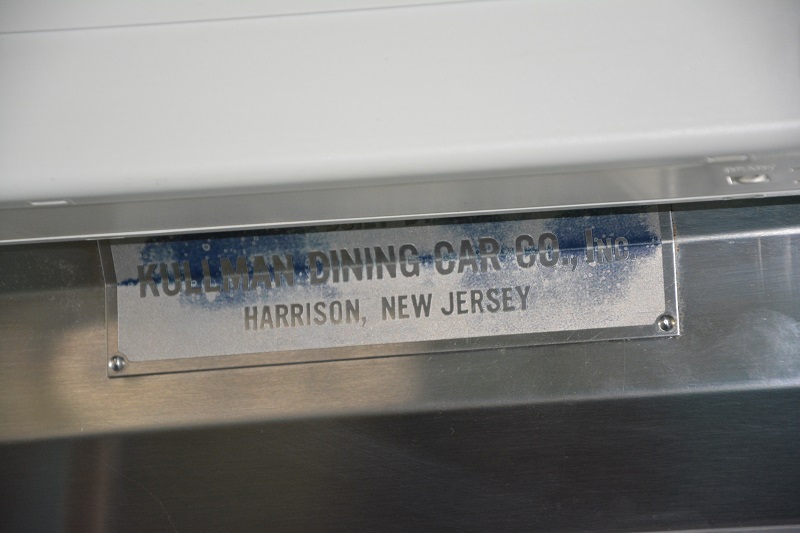 KULLMAN DINING CAR CO., INC
HARRISON, NEW JERSEY